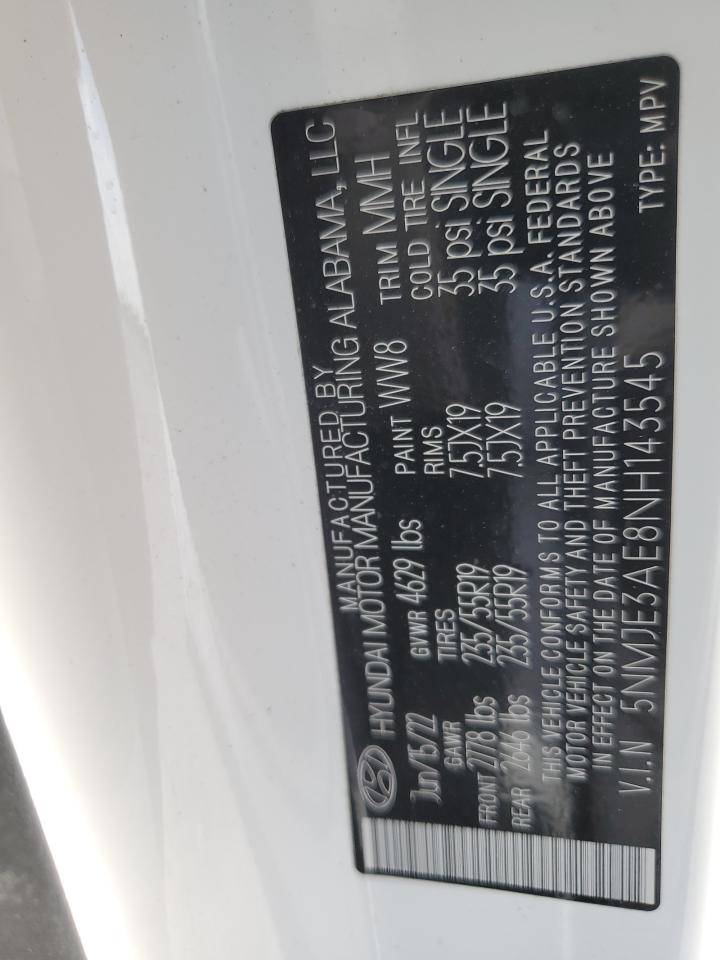 MANUFACTURED BY
HYUNDAI MOTOR MANUFACTURING ALABAMA, LLC
Jun/15/22 GVWR 4629 lbs PAINT WW8 TRIM MMH
GAWR TIRES RIMS COLD TIRE INFL
FRONT 2778 lbs 235/55R19 7.5JX19 35 psi SINGLE
REAR 2646 lbs 235/55R19 7.5JX19 35 psi SINGLE
THIS VEHICLE CONFORMS TO ALL APPLICABLE U.S.A. FEDERAL
MOTOR VEHICLE SAFETY AND THEFT PREVENTION STANDARDS
IN EFFECT ON THE DATE OF MANUFACTURE SHOWN ABOVE
V.I.N 5NMJE3AE8NH143545 TYPE: MPV